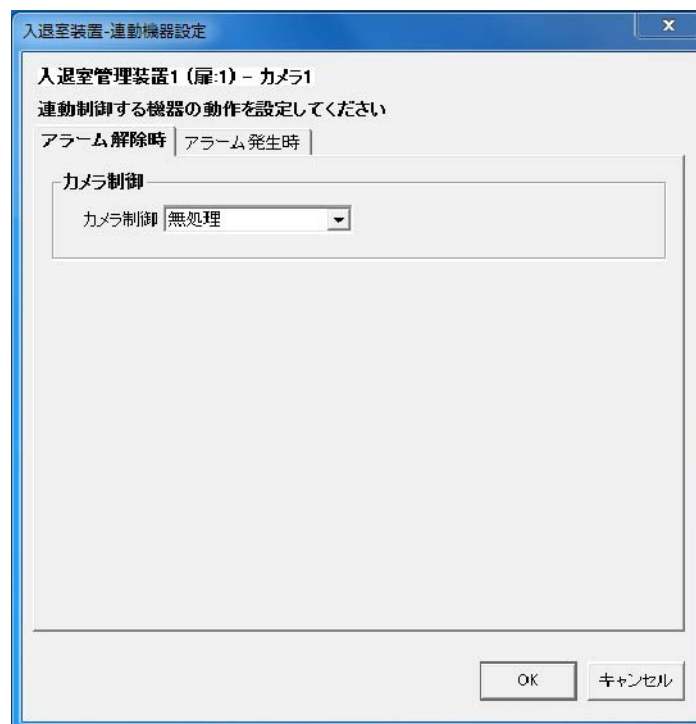 入退室装置-連動機器設定
x
入退室管理装置1 (扉:1) - カメラ1
連動制御する機器の動作を設定してください
アラーム解除時 アラーム発生時
カメラ制御
カメラ制御 無処理
OK キャンセル